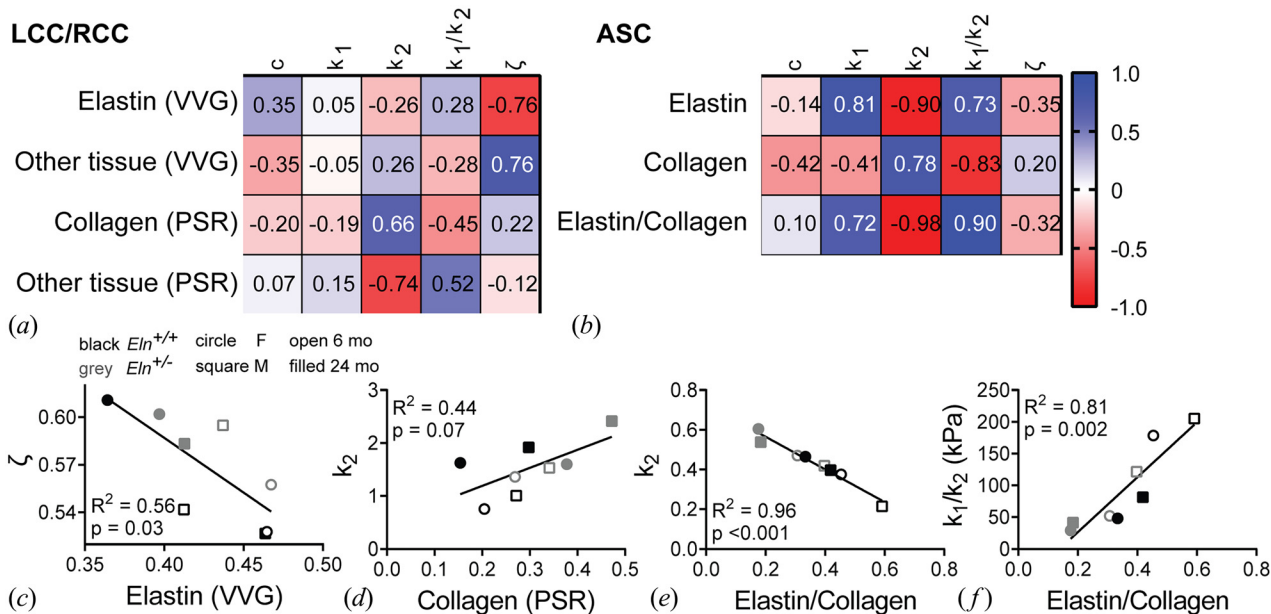 LCC/RCC
c k1 k2 k1/k2 ζ
Elastin (VVG) 0.35 0.05 -0.26 0.28 -0.76
Other tissue (VVG) -0.35 -0.05 0.26 -0.28 0.76
Collagen (PSR) -0.20 -0.19 0.66 -0.45 0.22
Other tissue (PSR) 0.07 0.15 -0.74 0.52 -0.12
(a)
ASC
c k1 k2 k1/k2 ζ
Elastin -0.14 0.81 -0.90 0.73 -0.35
Collagen -0.42 -0.41 0.78 -0.83 0.20
Elastin/Collagen 0.10 0.72 -0.98 0.90 -0.32
1.0
0.5
0
-0.5
-1.0
(b)
black Eln+/+ circle F open 6 mo
grey Eln+/- square M filled 24 mo
ζ
0.60
0.57
0.54
R2 = 0.56
p = 0.03
0.35 0.40 0.45 0.50
(c) Elastin (VVG)
k2
3
2
1
0
R2 = 0.44
p = 0.07
0.0 0.1 0.2 0.3 0.4 0.5
(d) Collagen (PSR)
k2
0.8
0.6
0.4
0.2
0.0
R2 = 0.96
p <0.001
0.0 0.2 0.4 0.6 0.8
(e) Elastin/Collagen
k1/k2 (kPa)
250
200
150
100
50
0
R2 = 0.81
p = 0.002
0.0 0.2 0.4 0.6 0.8
(f) Elastin/Collagen